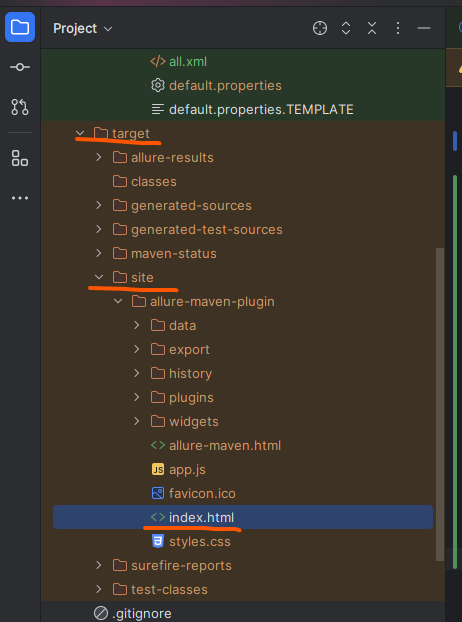 Project
all.xml
default.properties
default.properties.TEMPLATE
target
allure-results
classes
generated-sources
generated-test-sources
maven-status
site
allure-maven-plugin
data
export
history
plugins
widgets
<> allure-maven.html
JS app.js
favicon.ico
<> index.html
styles.css
surefire-reports
test-classes
.gitignore